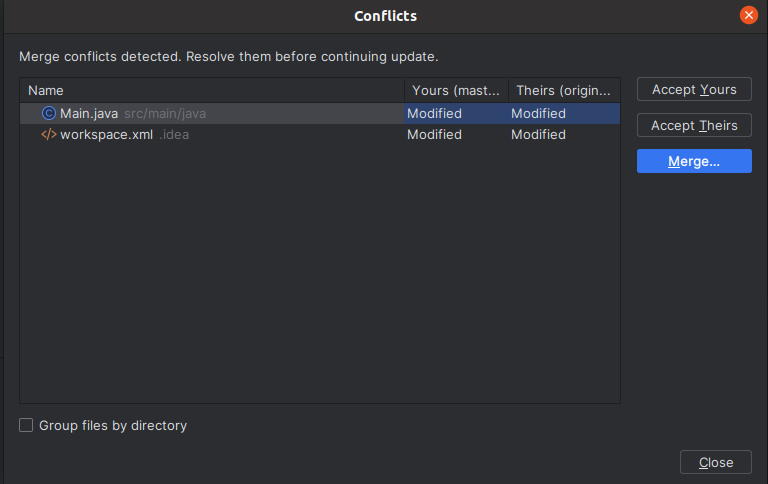 Conflicts
Merge conflicts detected. Resolve them before continuing update.
Name Yours (mast... Theirs (origin...
Main.java src/main/java Modified Modified
workspace.xml .idea Modified Modified
Accept Yours
Accept Theirs
Merge...
Group files by directory
Close